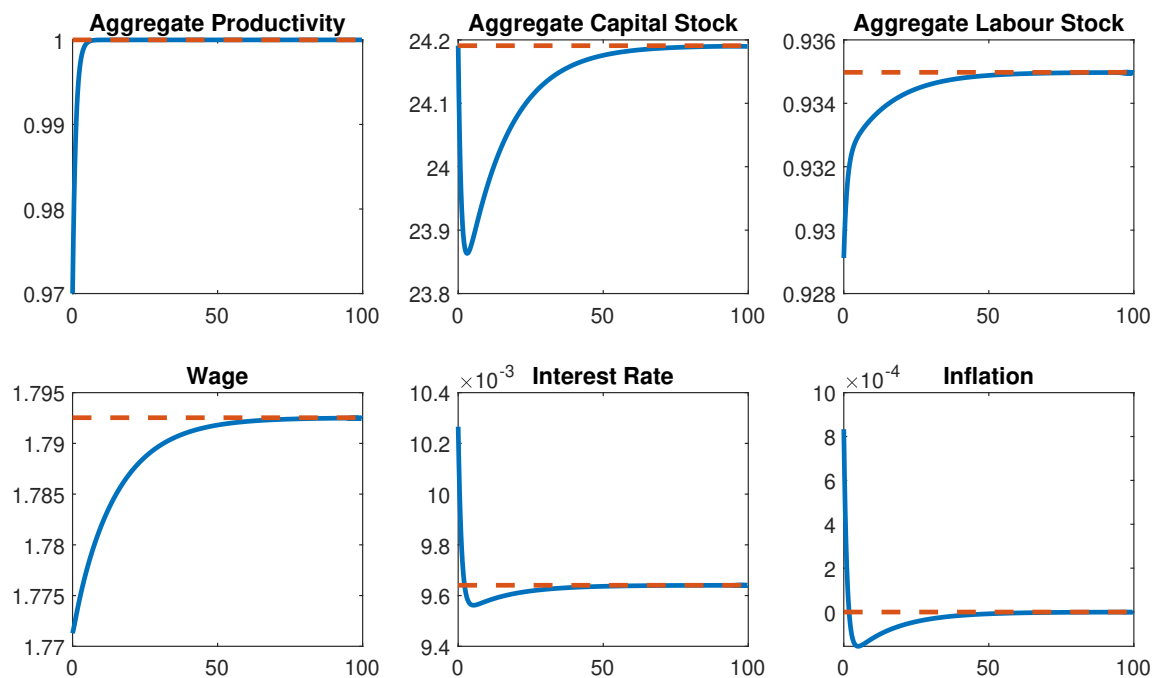 Aggregate Productivity
1
0.99
0.98
0.97
0 50 100
Aggregate Capital Stock
24.2
24.1
24
23.9
23.8
0 50 100
Aggregate Labour Stock
0.936
0.934
0.932
0.93
0.928
0 50 100
Wage
1.795
1.79
1.785
1.78
1.775
1.77
0 50 100
×10⁻³ Interest Rate
10.4
10.2
10
9.8
9.6
9.4
0 50 100
×10⁻⁴ Inflation
10
8
6
4
2
0
0 50 100